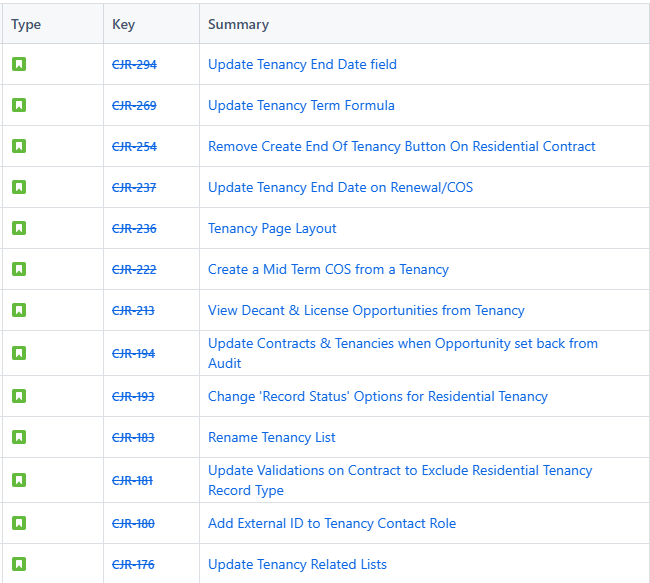 Type Key Summary
CJR-294 Update Tenancy End Date field
CJR-269 Update Tenancy Term Formula
CJR-254 Remove Create End Of Tenancy Button On Residential Contract
CJR-237 Update Tenancy End Date on Renewal/COS
CJR-236 Tenancy Page Layout
CJR-222 Create a Mid Term COS from a Tenancy
CJR-213 View Decant & License Opportunities from Tenancy
CJR-194 Update Contracts & Tenancies when Opportunity set back from
Audit
CJR-193 Change 'Record Status' Options for Residential Tenancy
CJR-183 Rename Tenancy List
CJR-181 Update Validations on Contract to Exclude Residential Tenancy
Record Type
CJR-180 Add External ID to Tenancy Contact Role
CJR-176 Update Tenancy Related Lists